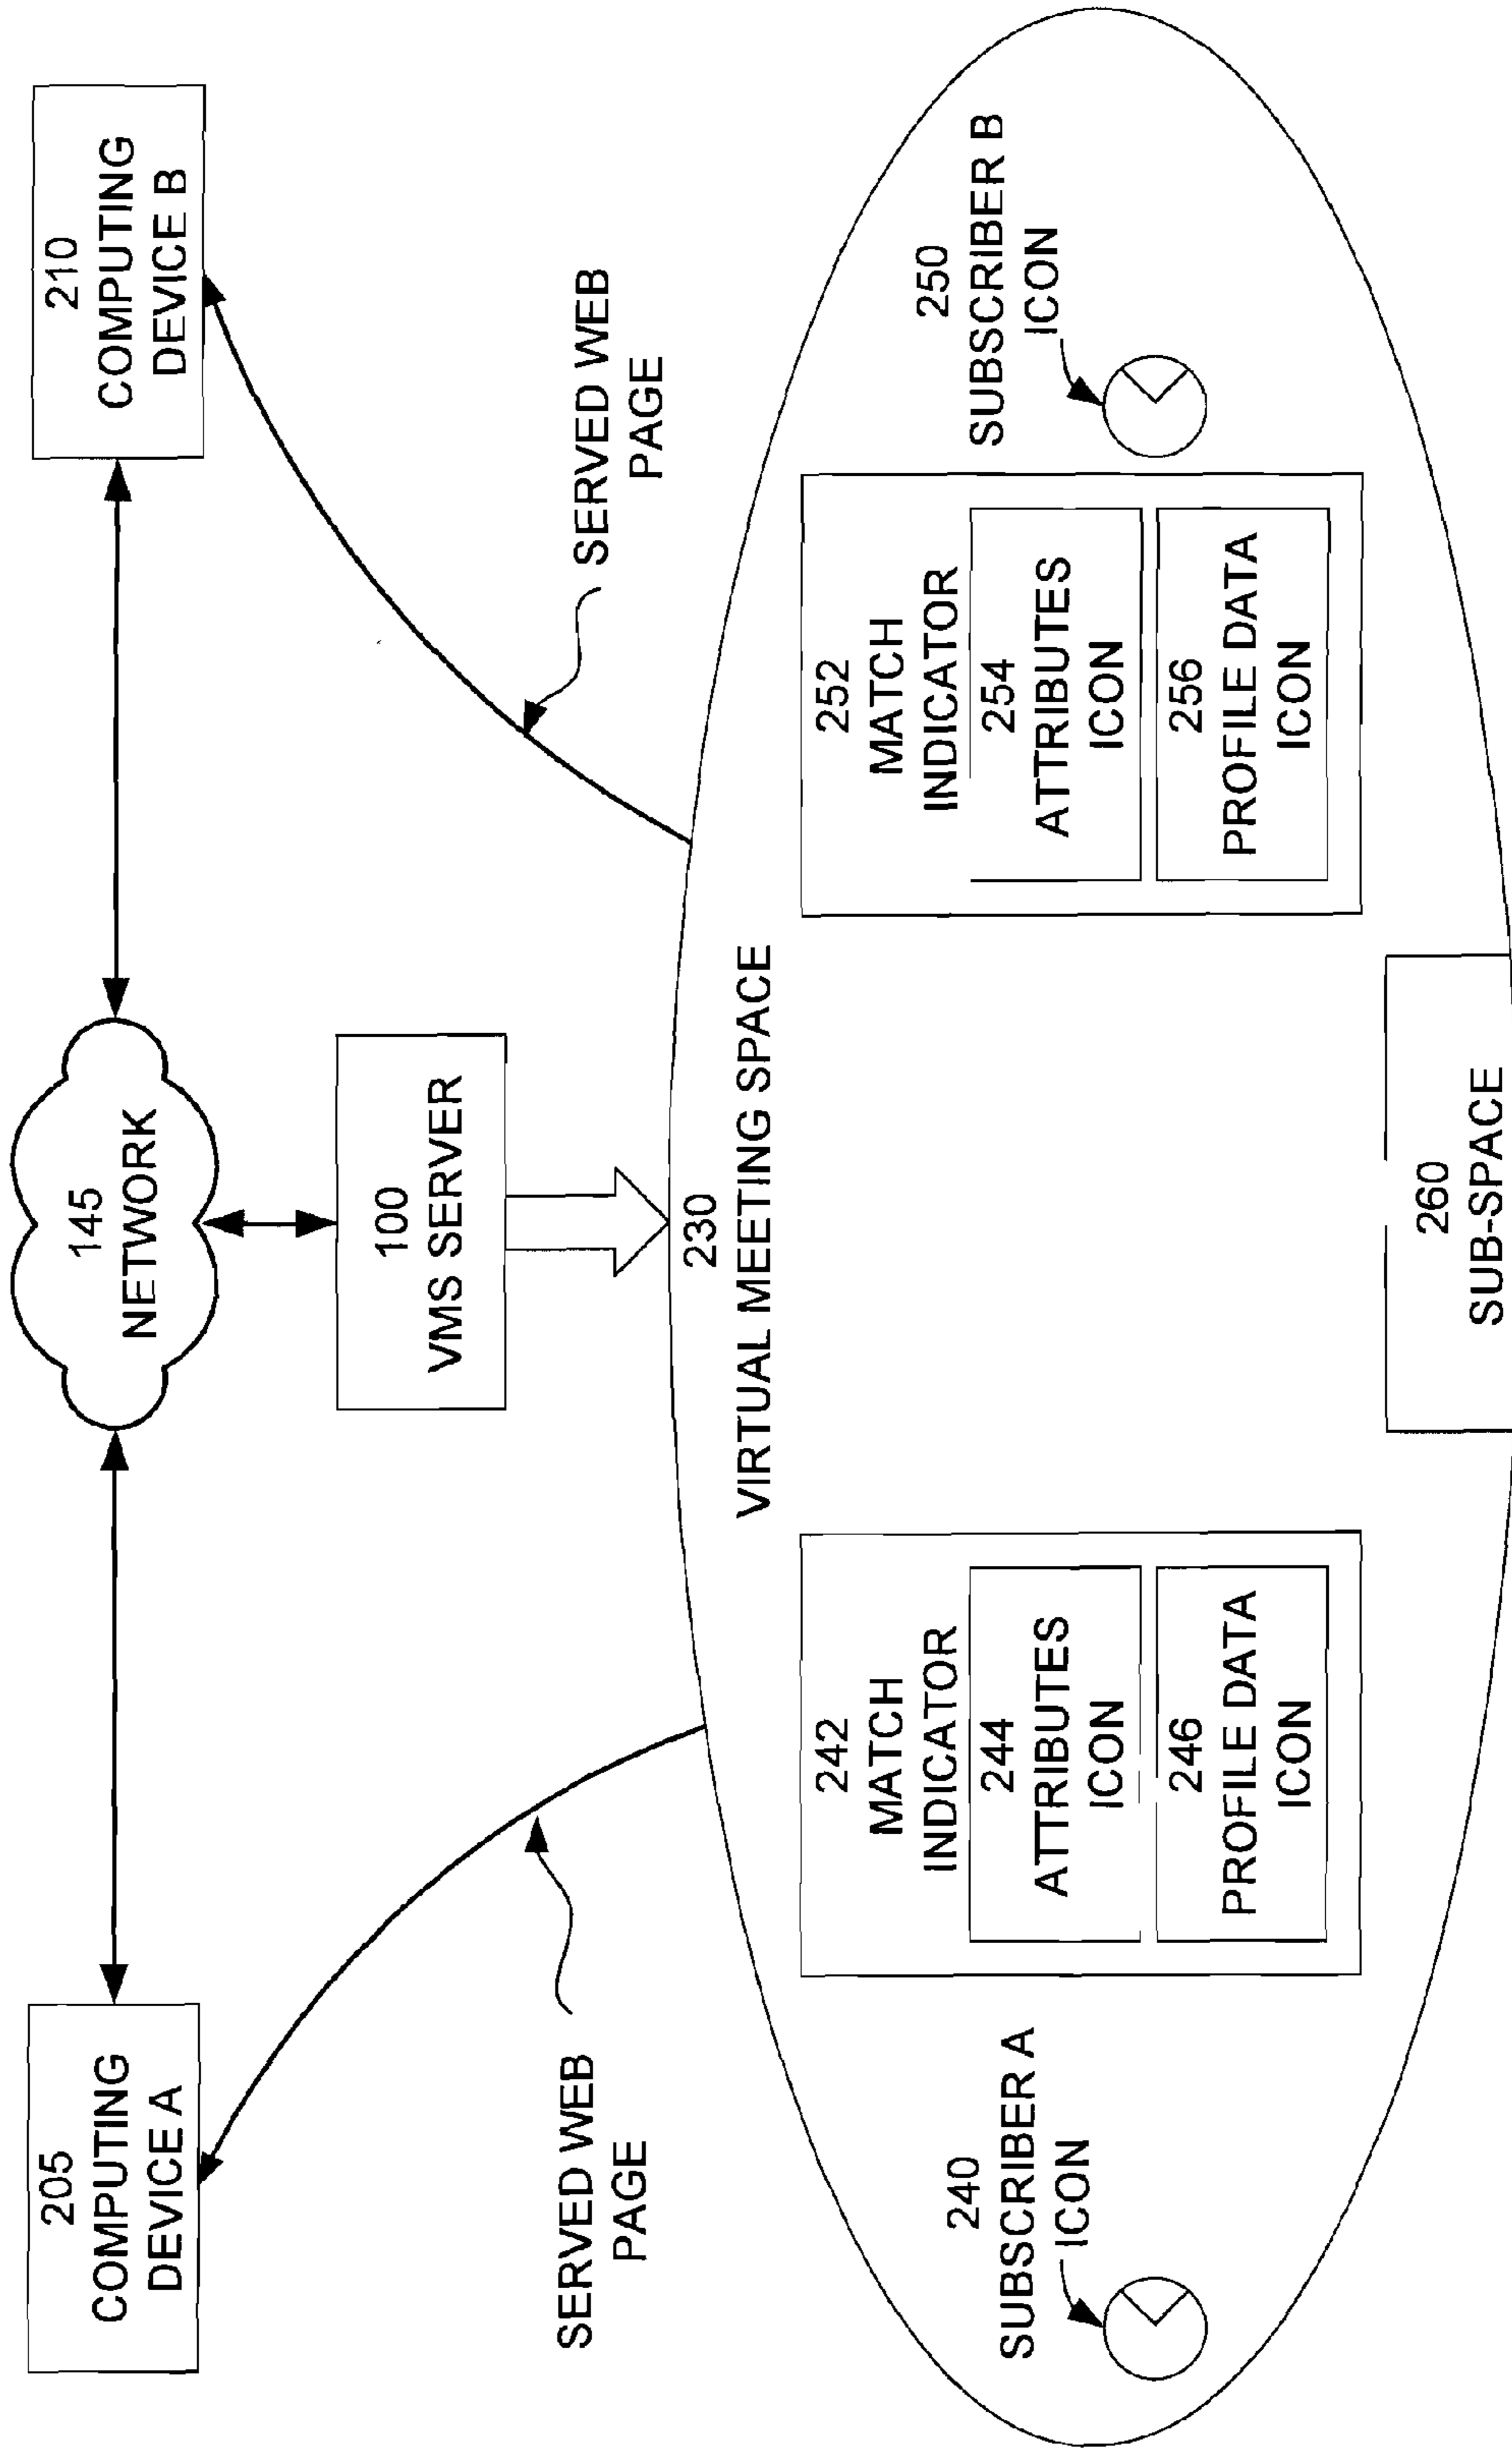 205
COMPUTING
DEVICE A
145
NETWORK
210
COMPUTING
DEVICE B
100
VMS SERVER
SERVED WEB
PAGE
SERVED WEB
PAGE
230
VIRTUAL MEETING SPACE
240
SUBSCRIBER A
ICON
242
MATCH
INDICATOR
244
ATTRIBUTES
ICON
246
PROFILE DATA
ICON
252
MATCH
INDICATOR
254
ATTRIBUTES
ICON
256
PROFILE DATA
ICON
250
SUBSCRIBER B
ICON
260
SUB-SPACE